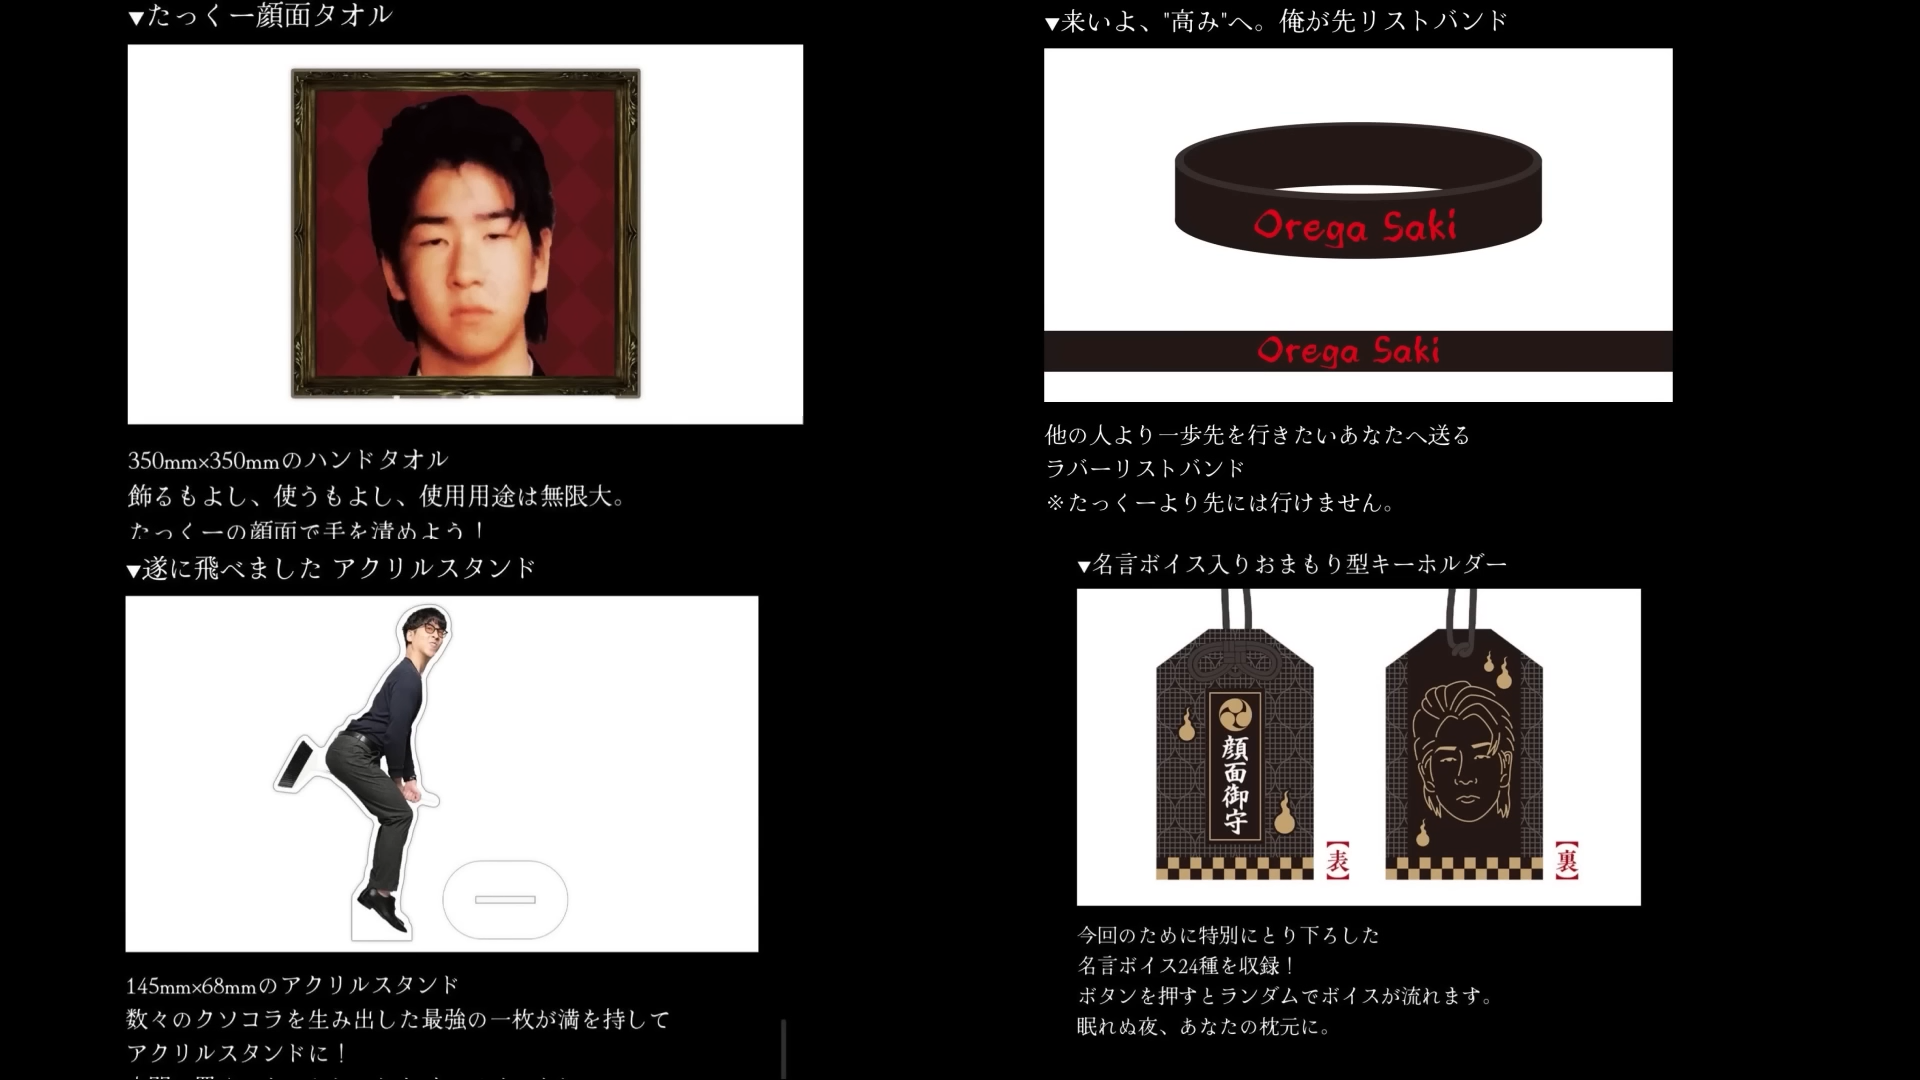 ▼たっくー顔面タオル
350mm×350mmのハンドタオル
飾るもよし、使うもよし、使用用途は無限大。
たっくーの顔面で手を清めよう！
▼来いよ、"高み"へ。俺が先リストバンド
Orega Saki
Orega Saki
他の人より一歩先を行きたいあなたへ送る
ラバーリストバンド
※たっくーより先には行けません。
▼遂に飛べました アクリルスタンド
145mm×68mmのアクリルスタンド
数々のクソコラを生み出した最強の一枚が満を持して
アクリルスタンドに！
▼名言ボイス入りおまもり型キーホルダー
顔面御守
【表】
【裏】
今回のために特別にとり下ろした
名言ボイス24種を収録！
ボタンを押すとランダムでボイスが流れます。
眠れぬ夜、あなたの枕元に。